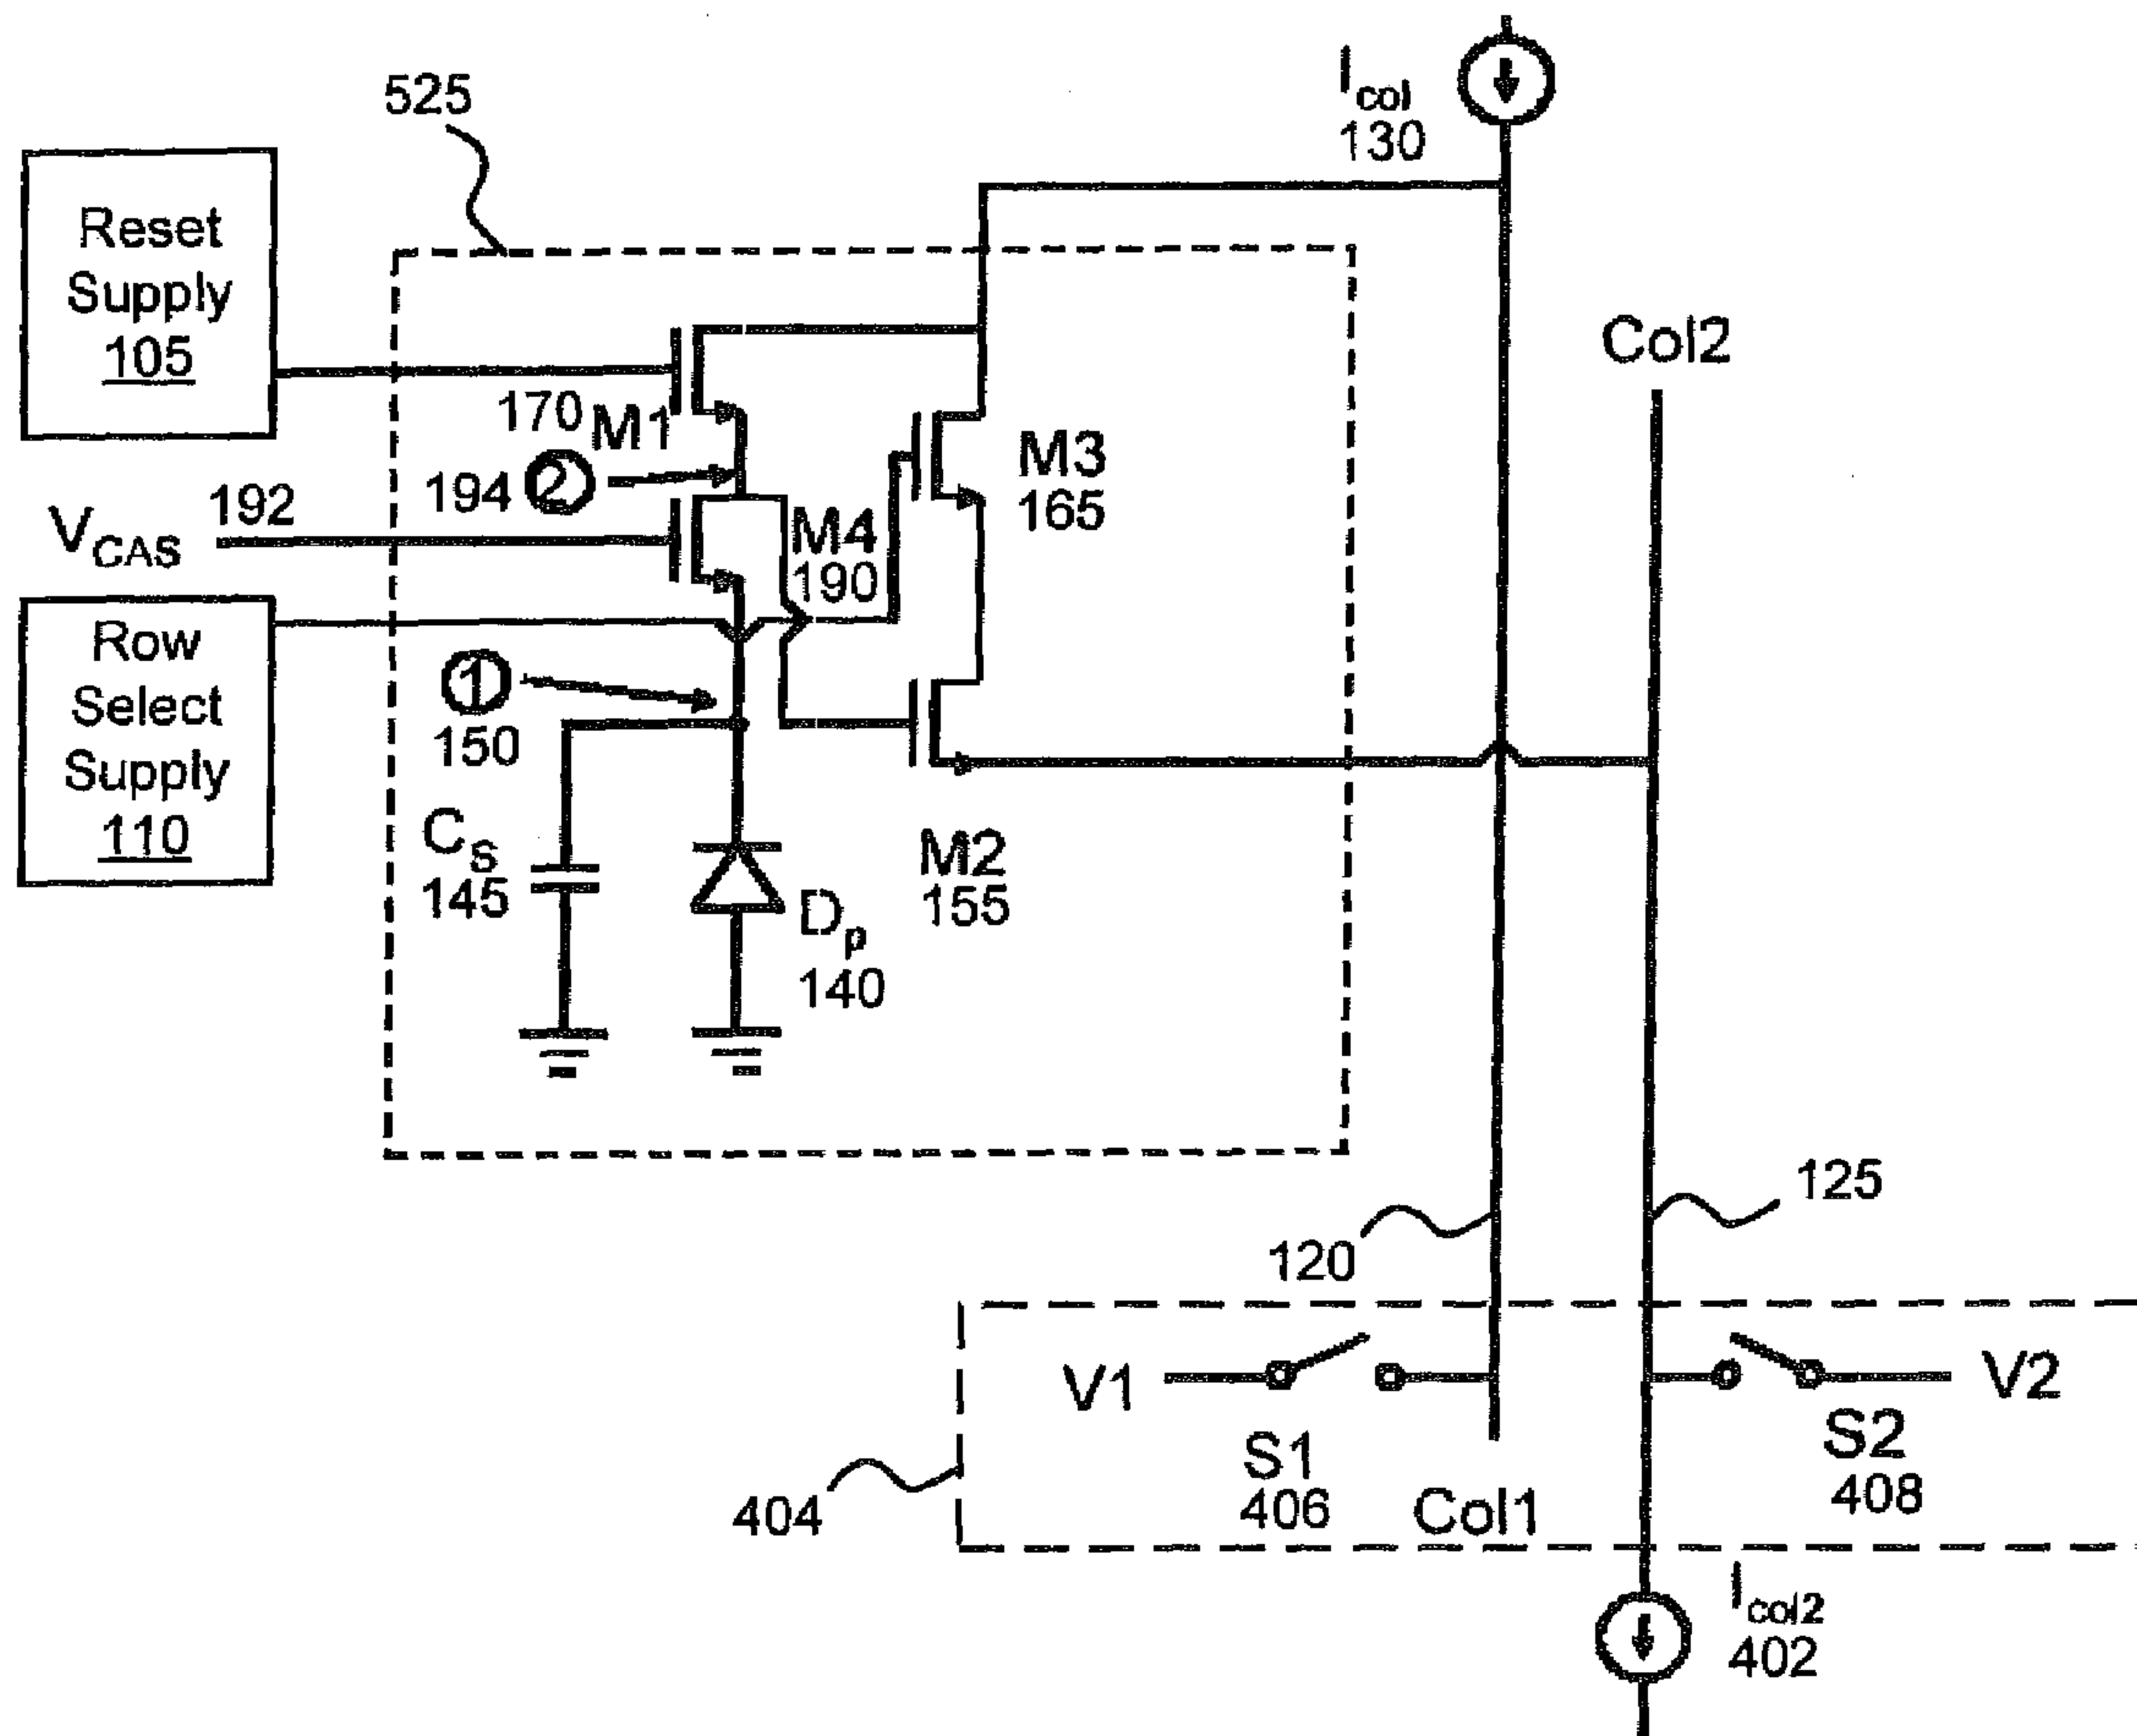 525
I_col
130
Reset
Supply
105
Col2
170 M1
M3
165
194 ②
192
V_CAS
M4
190
Row
Select
Supply
110
①
150
C_S
145
M2
155
D_p
140
125
120
V1
V2
S1
406
S2
408
Col1
404
I_col2
402